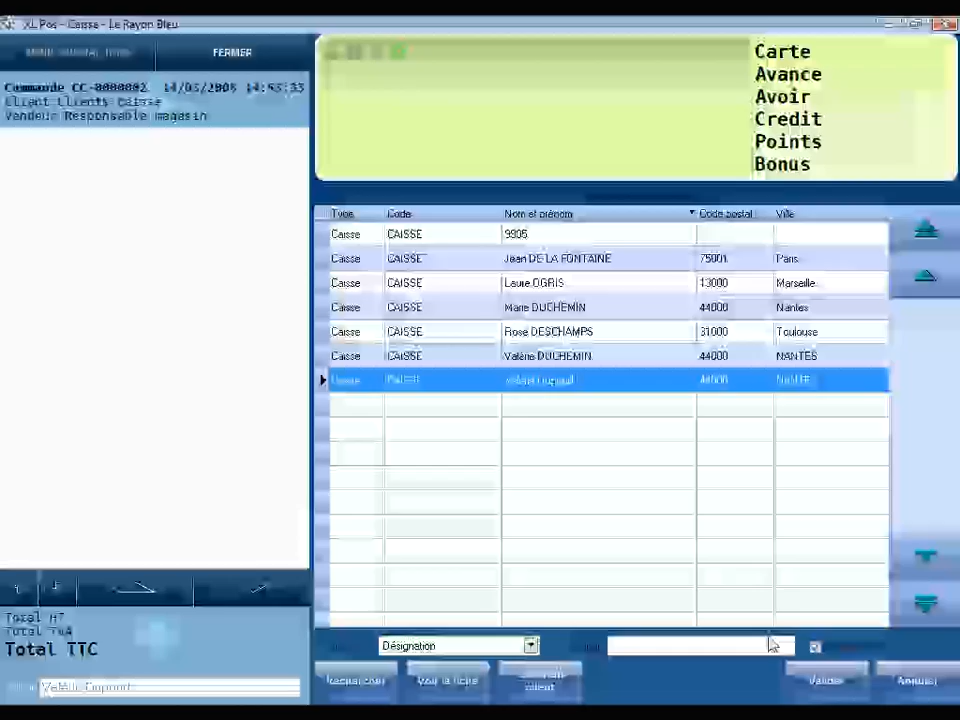 XL Pos - Caisse - Le Rayon Bleu
FERMER
Commande CC-0000002 14/03/2008 14:53:33
Client Clients Caisse
Vendeur Responsable magasin
Carte
Avance
Avoir
Credit
Points
Bonus
Type Code Nom et prénom Code postal Ville
Caisse CAISSE 9905
Caisse CAISSE Jean DE LA FONTAINE 75001 Paris
Caisse CAISSE Laure OGRIS 13000 Marseille
Caisse CAISSE Marie DUCHEMIN 44000 Nantes
Caisse CAISSE Rose DESCHAMPS 31000 Toulouse
Caisse CAISSE Valérie DUCHEMIN 44000 NANTES
Total HT
Total TVA
Total TTC
Désignation
Voir la fiche
client
Valider
Annuler